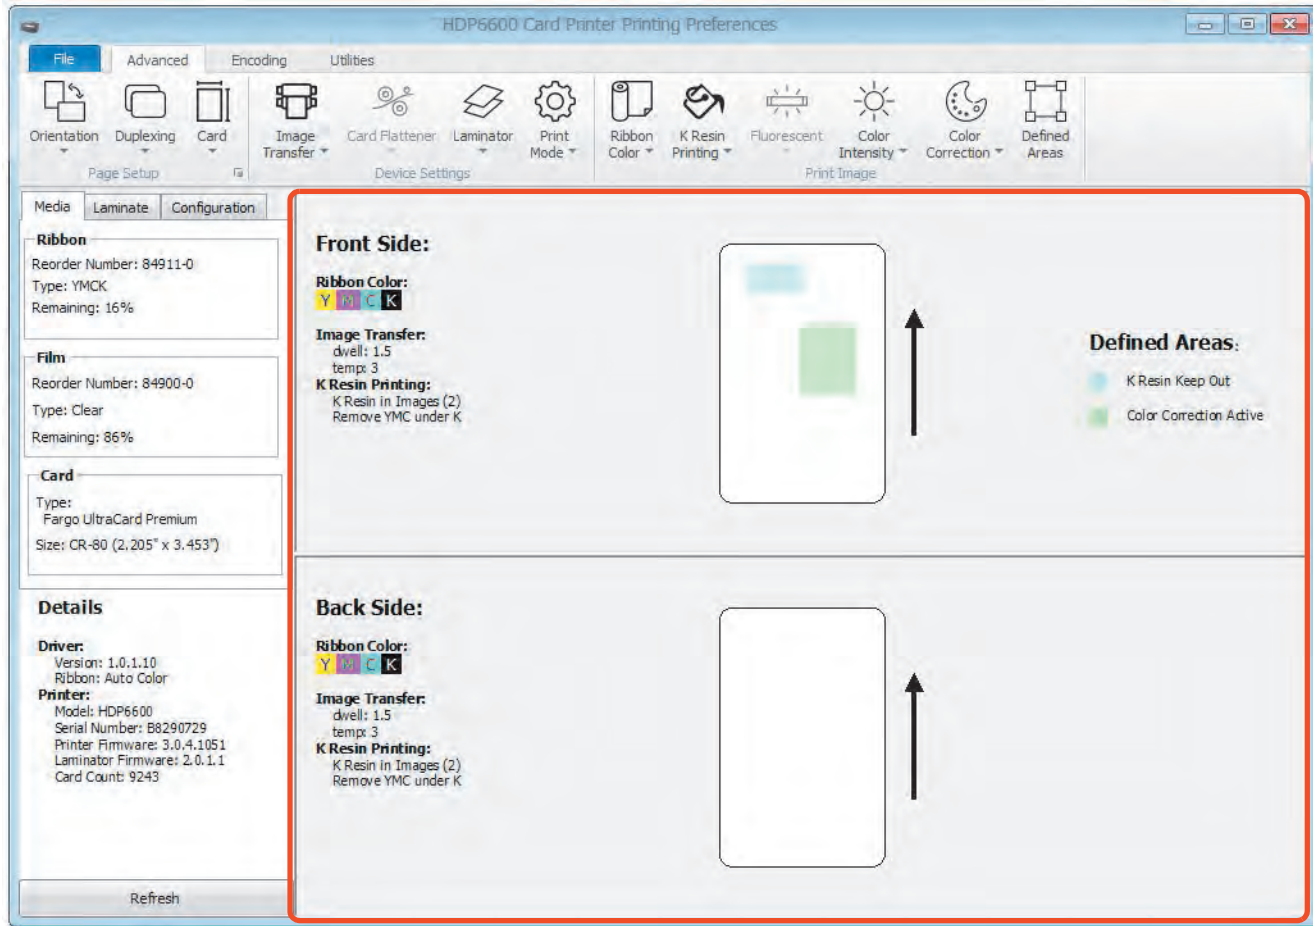 HDP6600 Card Printer Printing Preferences
File Advanced Encoding Utilities
Orientation Duplexing Card Image Transfer Card Flattener Laminator Print Mode Ribbon Color K Resin Printing Fluorescent Color Intensity Color Correction Defined Areas
Page Setup Device Settings Print Image
Media Laminate Configuration
Ribbon
Reorder Number: 84911-0
Type: YMCK
Remaining: 16%
Film
Reorder Number: 84900-0
Type: Clear
Remaining: 86%
Card
Type:
Fargo UltraCard Premium
Size: CR-80 (2.205" x 3.453")
Details
Driver:
Version: 1.0.1.10
Ribbon: Auto Color
Printer:
Model: HDP6600
Serial Number: B8290729
Printer Firmware: 3.0.4.1051
Laminator Firmware: 2.0.1.1
Card Count: 9243
Refresh
Front Side:
Ribbon Color:
Y M C K
Image Transfer:
dwell: 1.5
temp: 3
K Resin Printing:
K Resin in Images (2)
Remove YMC under K
Defined Areas:
K Resin Keep Out
Color Correction Active
Back Side:
Ribbon Color:
Y M C K
Image Transfer:
dwell: 1.5
temp: 3
K Resin Printing:
K Resin in Images (2)
Remove YMC under K